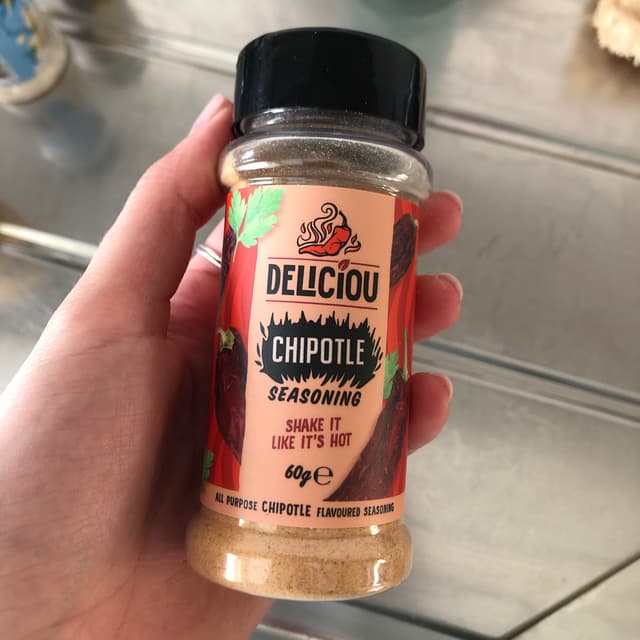 DELICIOU
CHIPOTLE
SEASONING
SHAKE IT
LIKE IT'S HOT
60g℮
ALL PURPOSE CHIPOTLE FLAVOURED SEASONING